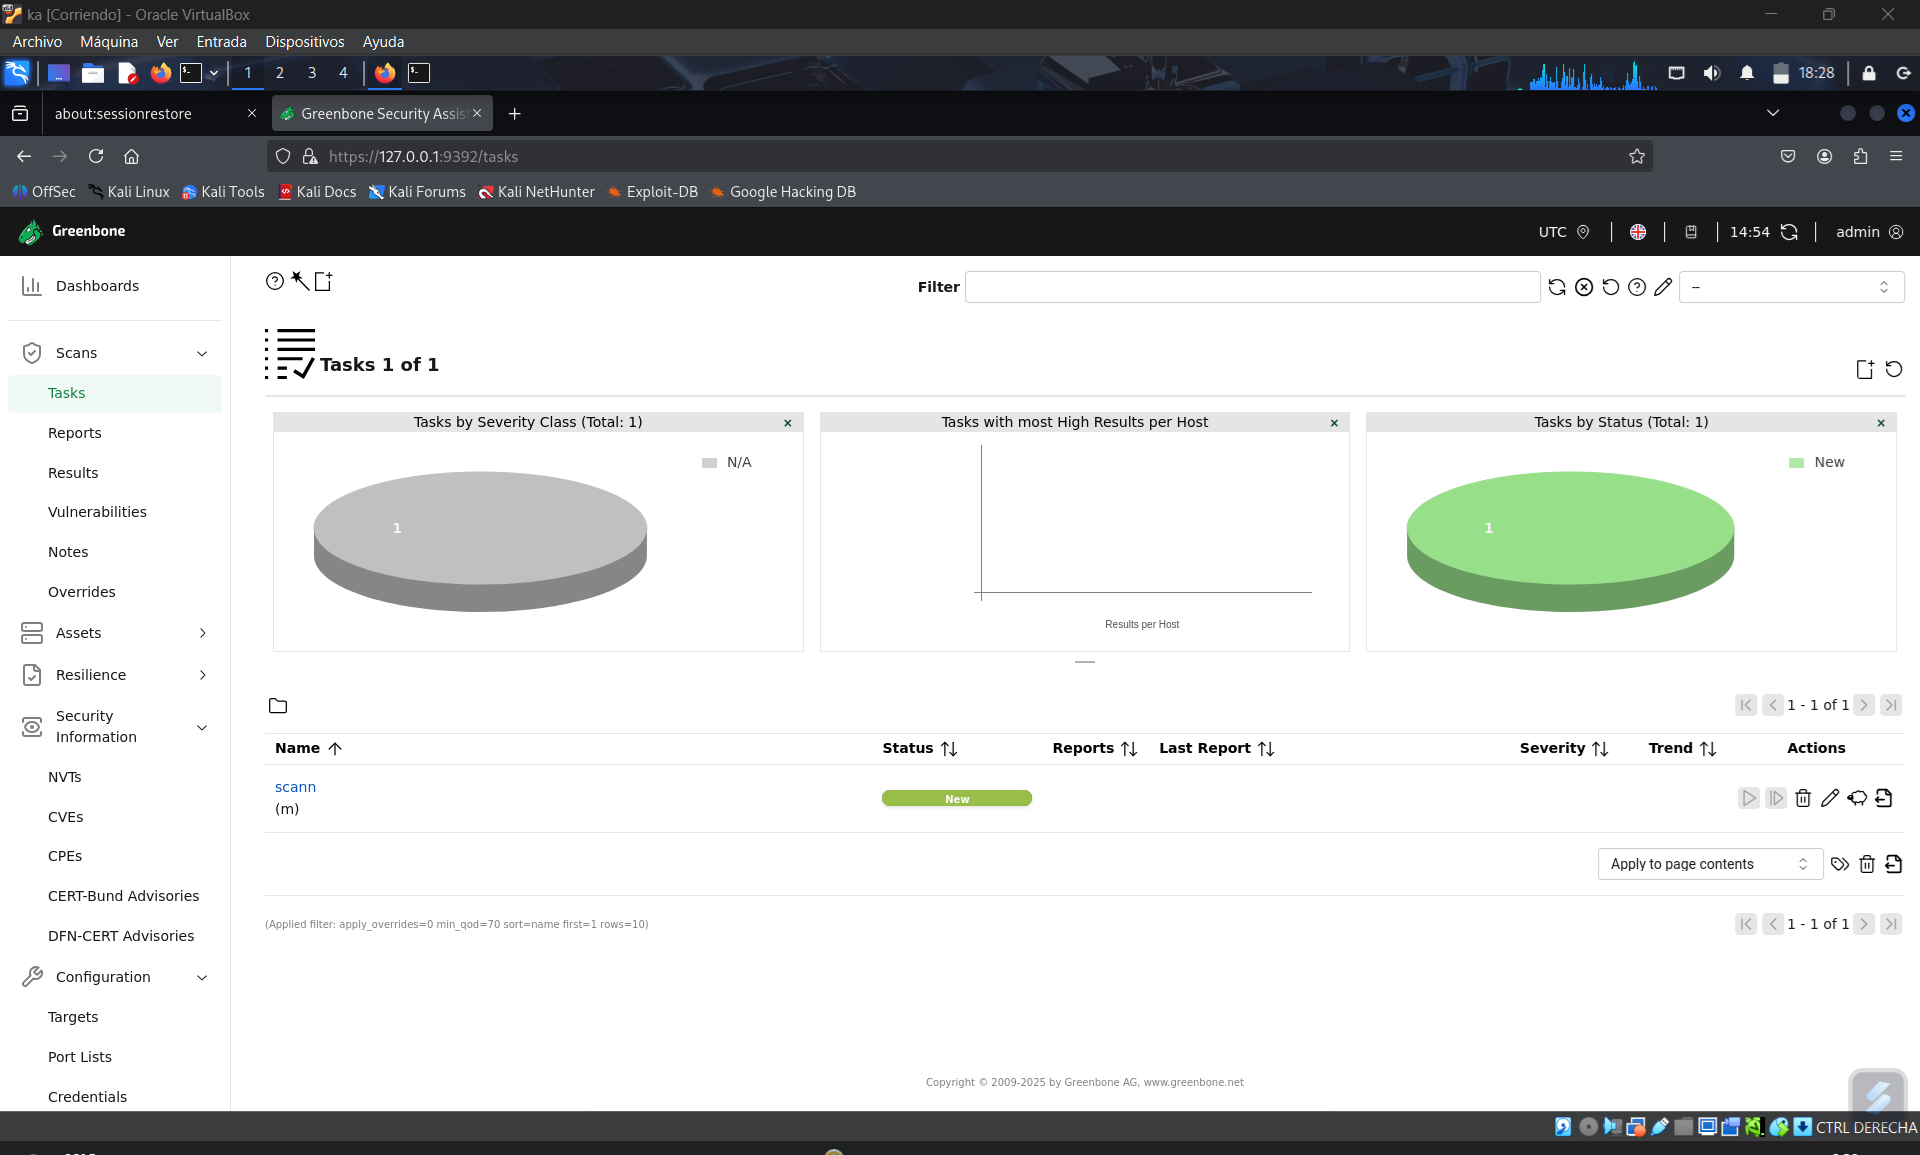 ka [Corriendo] - Oracle VirtualBox
Archivo Máquina Ver Entrada Dispositivos Ayuda
1 2 3 4 18:28
about:sessionrestore Greenbone Security Assis
https://127.0.0.1:9392/tasks
OffSec Kali Linux Kali Tools Kali Docs Kali Forums Kali NetHunter Exploit-DB Google Hacking DB
Greenbone UTC 14:54 admin
Dashboards
Scans
Tasks
Reports
Results
Vulnerabilities
Notes
Overrides
Assets
Resilience
Security
Information
NVTs
CVEs
CPEs
CERT-Bund Advisories
DFN-CERT Advisories
Configuration
Targets
Port Lists
Credentials
Filter --
Tasks 1 of 1
Tasks by Severity Class (Total: 1)
N/A
1
Tasks with most High Results per Host
Results per Host
Tasks by Status (Total: 1)
New
1
1 - 1 of 1
Name Status Reports Last Report Severity Trend Actions
scann
(m)
New
Apply to page contents
(Applied filter: apply_overrides=0 min_qod=70 sort=name first=1 rows=10)
1 - 1 of 1
Copyright © 2009-2025 by Greenbone AG, www.greenbone.net
CTRL DERECHA